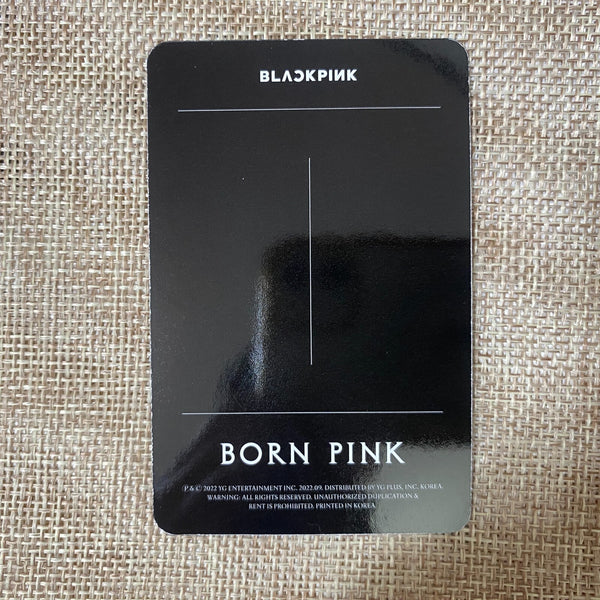 BLACKPINK
BORN PINK
P. & © 2022 YG ENTERTAINMENT INC. 2022.09. DISTRIBUTED BY YG PLUS, INC. KOREA.
WARNING: ALL RIGHTS RESERVED. UNAUTHORIZED DUPLICATION &
RENT IS PROHIBITED. PRINTED IN KOREA